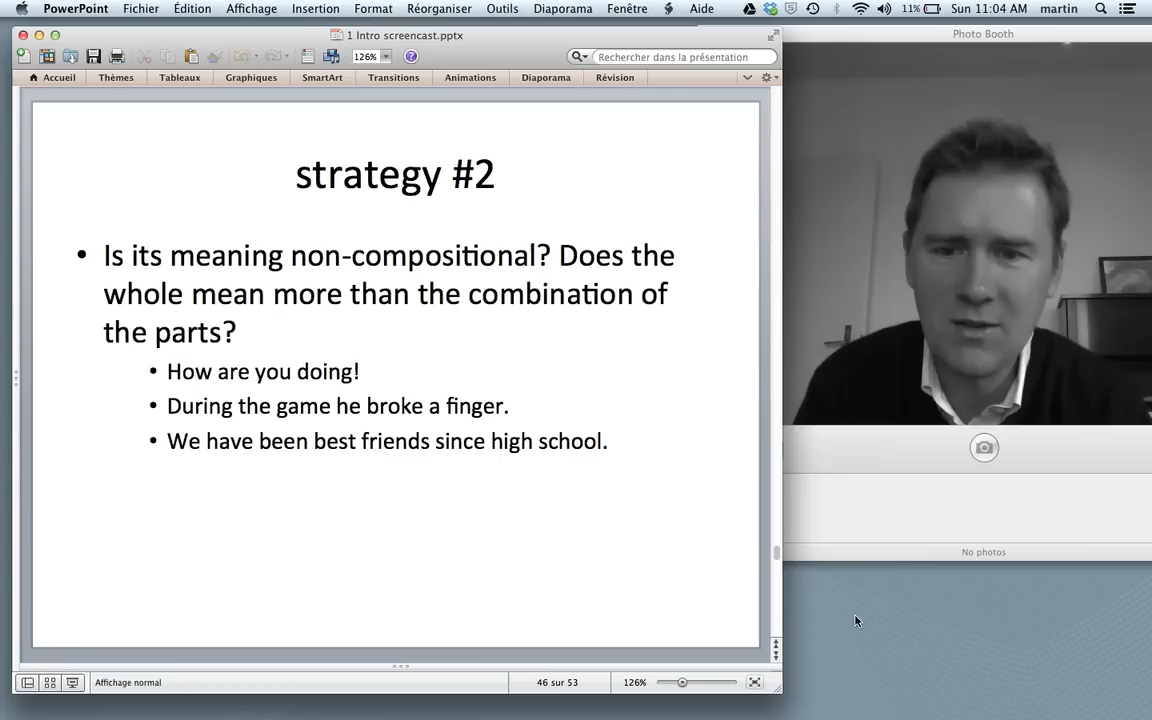 PowerPoint Fichier Édition Affichage Insertion Format Réorganiser Outils Diaporama Fenêtre Aide 11% Sun 11:04 AM martin
1 Intro screencast.pptx
Photo Booth
126% Rechercher dans la présentation
Accueil Thèmes Tableaux Graphiques SmartArt Transitions Animations Diaporama Révision
strategy #2
• Is its meaning non-compositional? Does the
whole mean more than the combination of
the parts?
• How are you doing!
• During the game he broke a finger.
• We have been best friends since high school.
No photos
Affichage normal 46 sur 53 126%